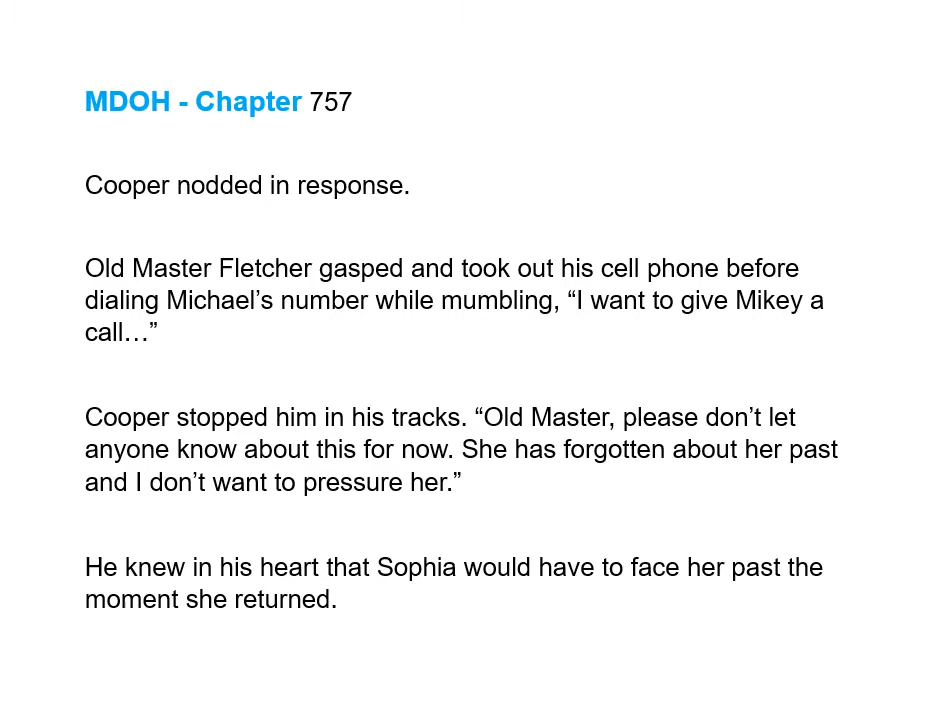 MDOH - Chapter 757
Cooper nodded in response.
Old Master Fletcher gasped and took out his cell phone before
dialing Michael’s number while mumbling, “I want to give Mikey a
call…”
Cooper stopped him in his tracks. “Old Master, please don’t let
anyone know about this for now. She has forgotten about her past
and I don’t want to pressure her.”
He knew in his heart that Sophia would have to face her past the
moment she returned.